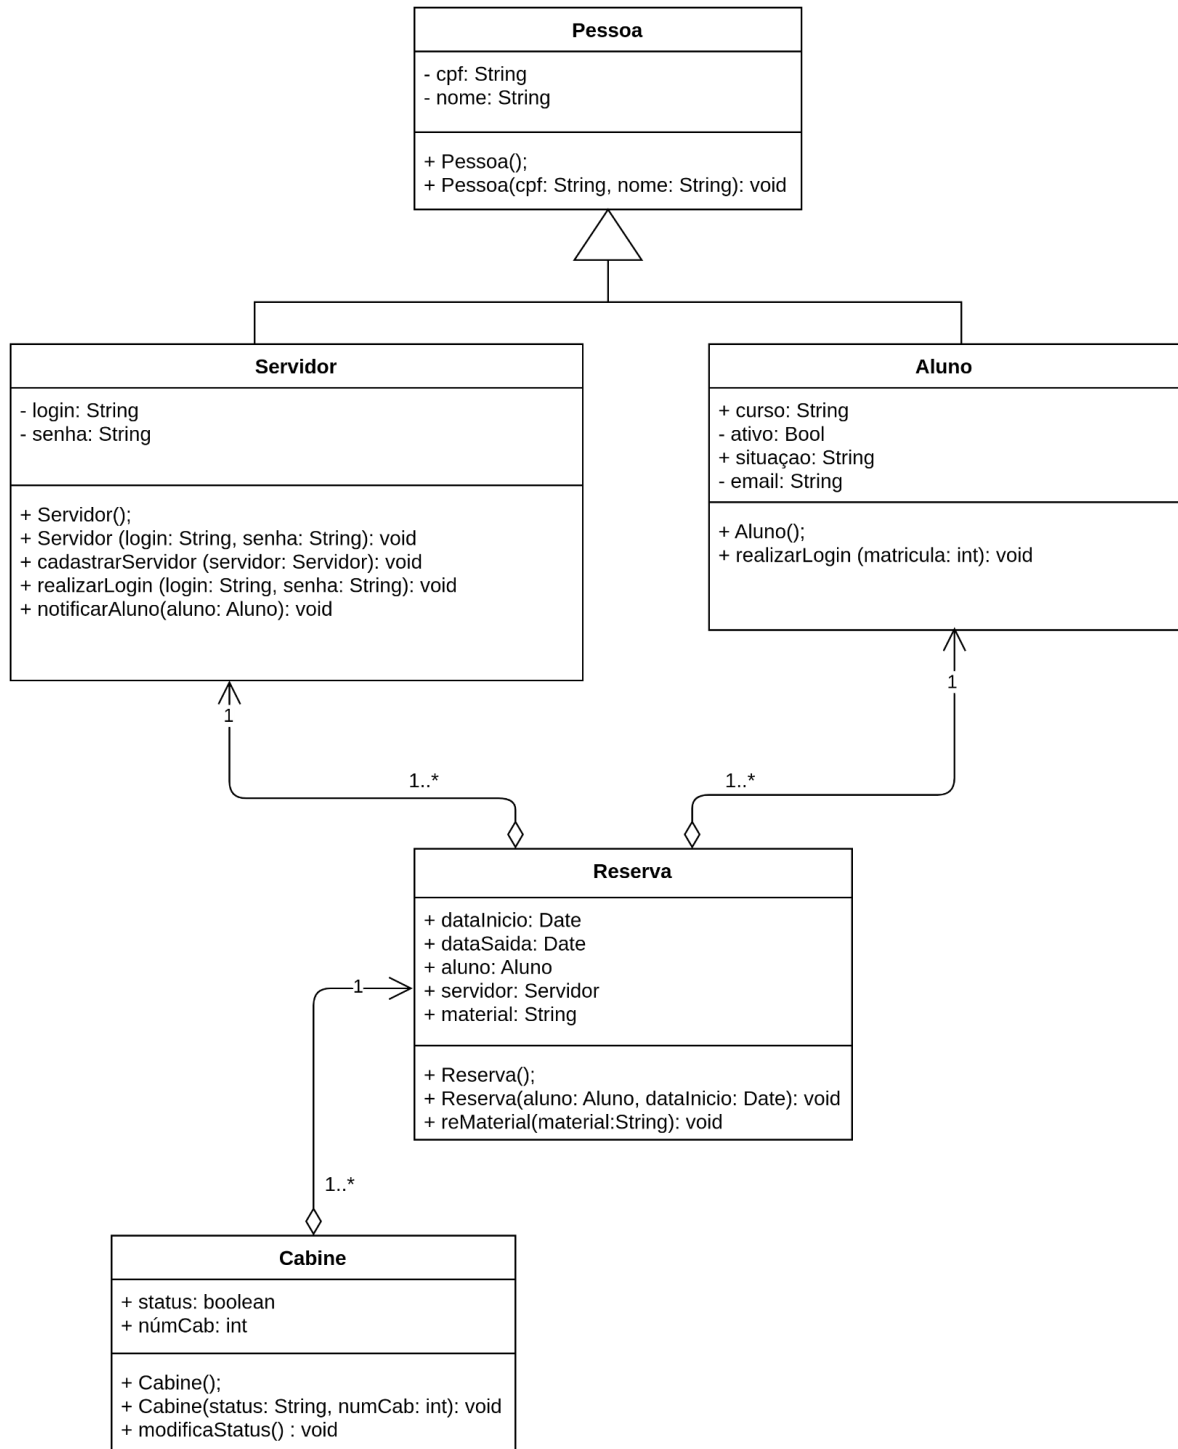 Pessoa
- cpf: String
- nome: String
+ Pessoa();
+ Pessoa(cpf: String, nome: String): void
Servidor
- login: String
- senha: String
+ Servidor();
+ Servidor (login: String, senha: String): void
+ cadastrarServidor (servidor: Servidor): void
+ realizarLogin (login: String, senha: String): void
+ notificarAluno(aluno: Aluno): void
Aluno
+ curso: String
- ativo: Bool
+ situaçao: String
- email: String
+ Aluno();
+ realizarLogin (matricula: int): void
1
1
1..*
1..*
Reserva
+ dataInicio: Date
+ dataSaida: Date
+ aluno: Aluno
+ servidor: Servidor
+ material: String
+ Reserva();
+ Reserva(aluno: Aluno, dataInicio: Date): void
+ reMaterial(material:String): void
1
1..*
Cabine
+ status: boolean
+ númCab: int
+ Cabine();
+ Cabine(status: String, numCab: int): void
+ modificaStatus() : void